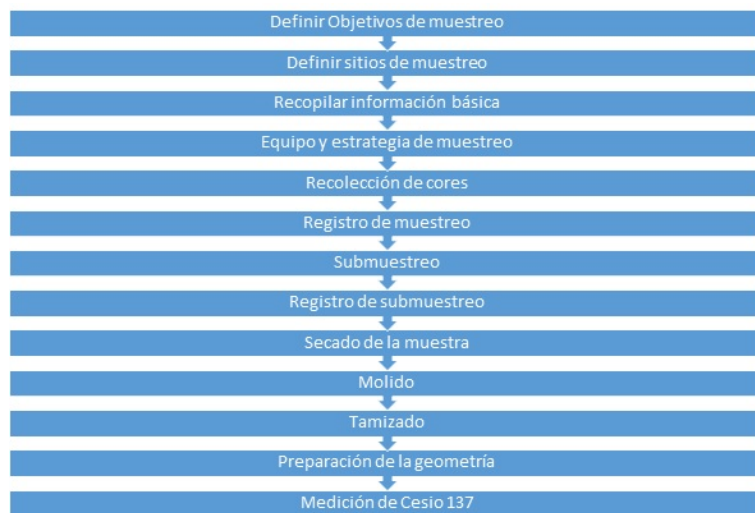 Definir Objetivos de muestreo
Definir sitios de muestreo
Recopilar información básica
Equipo y estrategia de muestreo
Recolección de cores
Registro de muestreo
Submuestreo
Registro de submuestreo
Secado de la muestra
Molido
Tamizado
Preparación de la geometría
Medición de Cesio 137